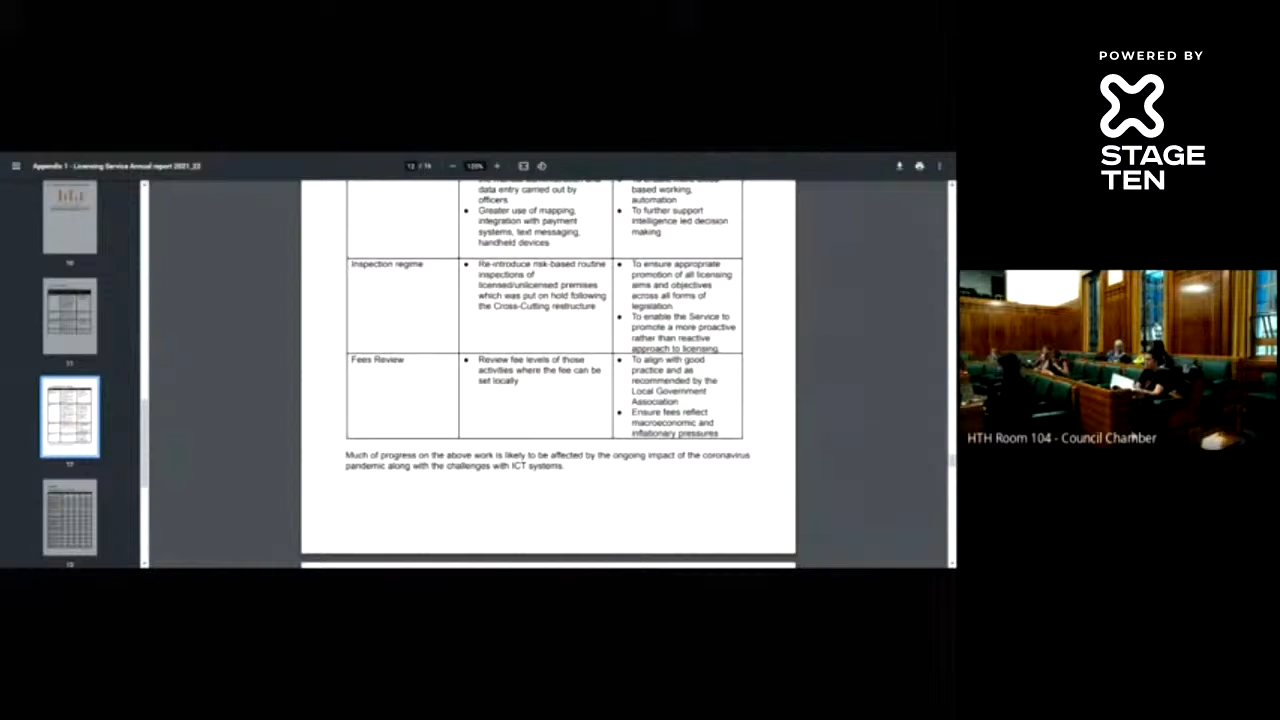 POWERED BY
STAGE
TEN
Appendix 1 - Licensing Service Annual report 2021_22
12 / 16
120%
data entry carried out by
officers
Greater use of mapping,
integration with payment
systems, text messaging,
handheld devices
based working,
automation
To further support
intelligence led decision
making
Inspection regime
Re-introduce risk-based routine
inspections of
licensed/unlicensed premises
which was put on hold following
the Cross-Cutting restructure
To ensure appropriate
promotion of all licensing
aims and objectives
across all forms of
legislation.
To enable the Service to
promote a more proactive
rather than reactive
approach to licensing.
Fees Review
Review fee levels of those
activities where the fee can be
set locally
To align with good
practice and as
recommended by the
Local Government
Association
Ensure fees reflect
macroeconomic and
inflationary pressures
Much of progress on the above work is likely to be affected by the ongoing impact of the coronavirus
pandemic along with the challenges with ICT systems.
10
11
12
HTH Room 104 - Council Chamber